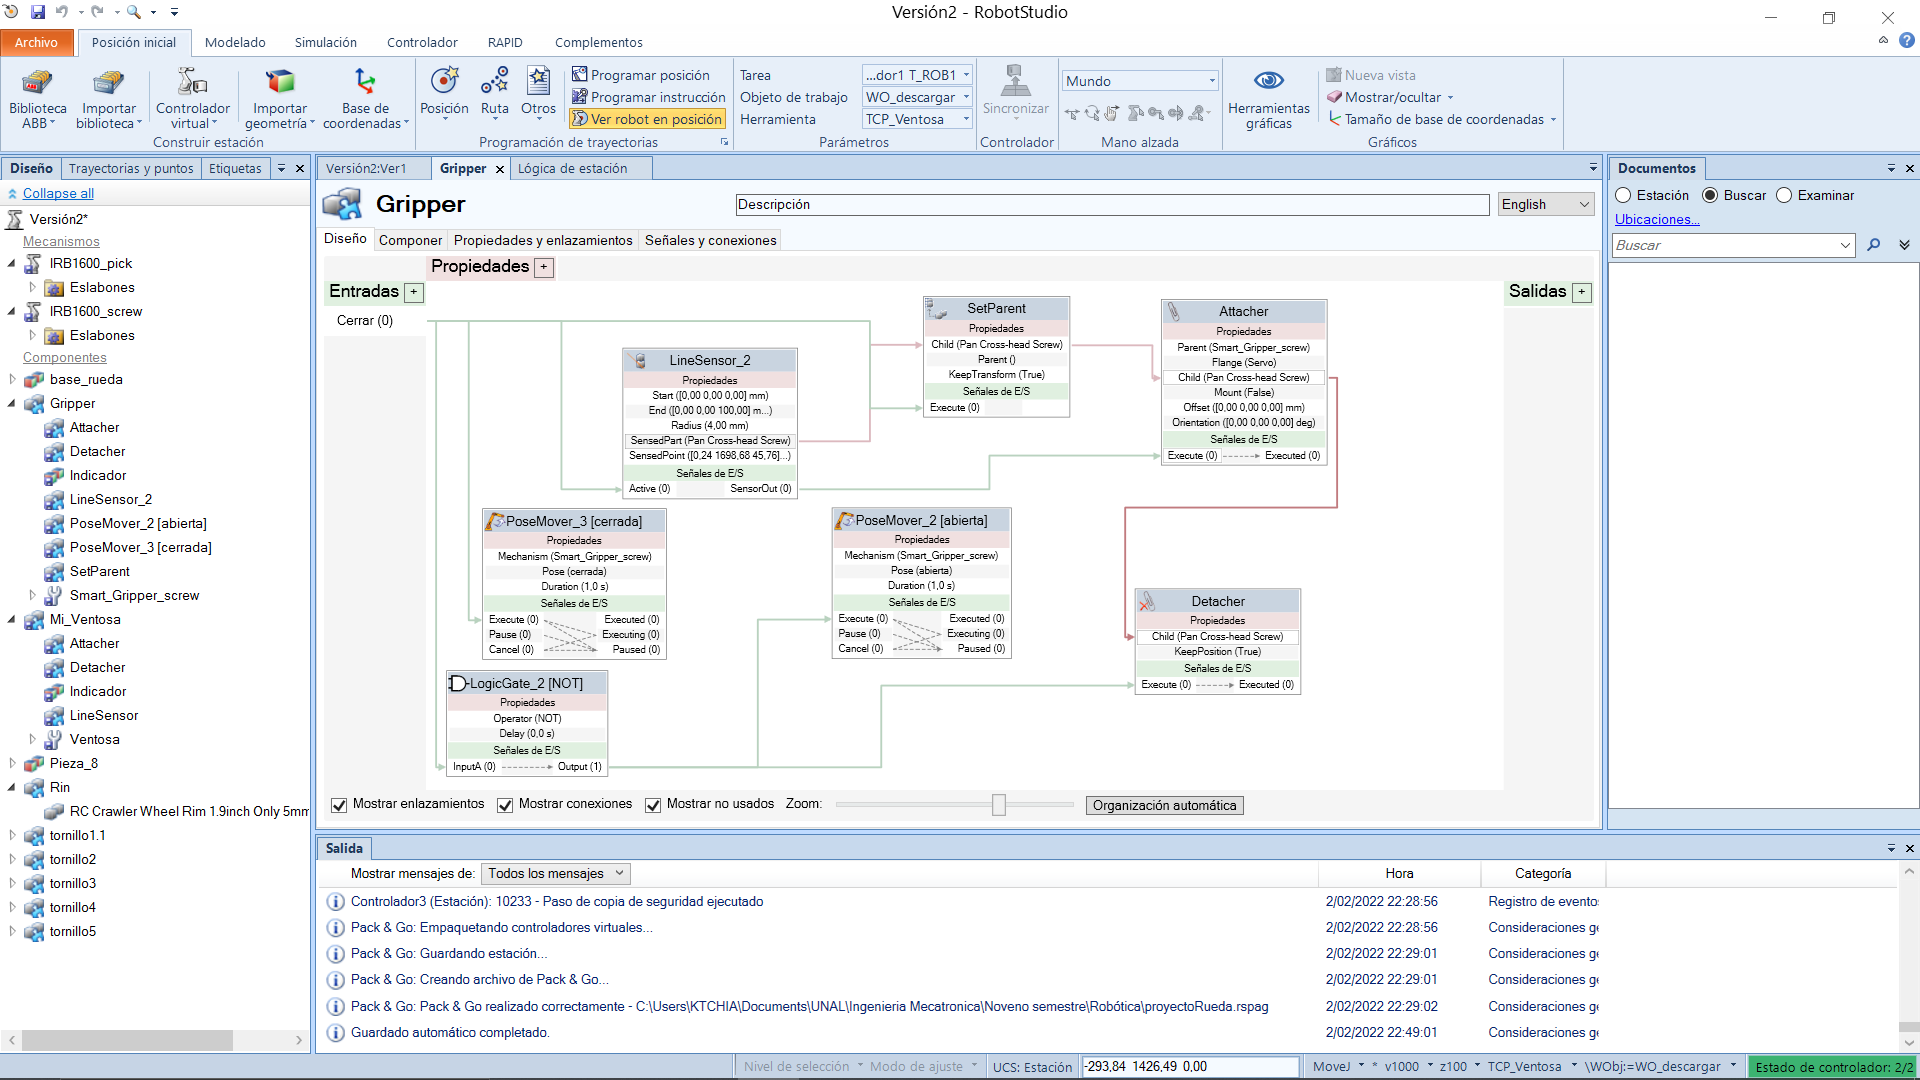 Versión2 - RobotStudio
Archivo
Posición inicial
Modelado
Simulación
Controlador
RAPID
Complementos
Biblioteca ABB
Importar biblioteca
Controlador virtual
Importar geometría
Base de coordenadas
Construir estación
Posición
Ruta
Otros
Programar posición
Programar instrucción
Ver robot en posición
Programación de trayectorias
Tarea
...dor1 T_ROB1
Objeto de trabajo
WO_descargar
Herramienta
TCP_Ventosa
Parámetros
Sincronizar
Controlador
Mundo
Mano alzada
Herramientas gráficas
Nueva vista
Mostrar/ocultar
Tamaño de base de coordenadas
Gráficos
Diseño
Trayectorias y puntos
Etiquetas
Collapse all
Versión2*
Mecanismos
IRB1600_pick
Eslabones
IRB1600_screw
Eslabones
Componentes
base_rueda
Gripper
Attacher
Detacher
Indicador
LineSensor_2
PoseMover_2 [abierta]
PoseMover_3 [cerrada]
SetParent
Smart_Gripper_screw
Mi_Ventosa
Attacher
Detacher
Indicador
LineSensor
Ventosa
Pieza_8
Rin
RC Crawler Wheel Rim 1.9inch Only 5mm
tornillo1.1
tornillo2
tornillo3
tornillo4
tornillo5
Versión2:Ver1
Gripper
Lógica de estación
Gripper
Descripción
English
Diseño
Componer
Propiedades y enlazamientos
Señales y conexiones
Propiedades +
Entradas +
Salidas +
Cerrar (0)
LineSensor_2
Propiedades
Start ([0,00 0,00 0,00] mm)
End ([0,00 0,00 100,00] m...)
Radius (4,00 mm)
SensedPart (Pan Cross-head Screw)
SensedPoint ([0,24 1698,68 45,76]...)
Señales de E/S
Active (0)
SensorOut (0)
SetParent
Propiedades
Child (Pan Cross-head Screw)
Parent ()
KeepTransform (True)
Señales de E/S
Execute (0)
Attacher
Propiedades
Parent (Smart_Gripper_screw)
Flange (Servo)
Child (Pan Cross-head Screw)
Mount (False)
Offset ([0,00 0,00 0,00] mm)
Orientation ([0,00 0,00 0,00] deg)
Señales de E/S
Execute (0)
Executed (0)
PoseMover_3 [cerrada]
Propiedades
Mechanism (Smart_Gripper_screw)
Pose (cerrada)
Duration (1,0 s)
Señales de E/S
Execute (0)
Executed (0)
Pause (0)
Executing (0)
Cancel (0)
Paused (0)
PoseMover_2 [abierta]
Propiedades
Mechanism (Smart_Gripper_screw)
Pose (abierta)
Duration (1,0 s)
Señales de E/S
Execute (0)
Executed (0)
Pause (0)
Executing (0)
Cancel (0)
Paused (0)
Detacher
Propiedades
Child (Pan Cross-head Screw)
KeepPosition (True)
Señales de E/S
Execute (0)
Executed (0)
LogicGate_2 [NOT]
Propiedades
Operator (NOT)
Delay (0,0 s)
Señales de E/S
InputA (0)
Output (1)
Mostrar enlazamientos
Mostrar conexiones
Mostrar no usados
Zoom:
Organización automática
Documentos
Estación
Buscar
Examinar
Ubicaciones...
Buscar
Salida
Mostrar mensajes de:
Todos los mensajes
Hora
Categoría
Controlador3 (Estación): 10233 - Paso de copia de seguridad ejecutado 2/02/2022 22:28:56 Registro de evento
Pack & Go: Empaquetando controladores virtuales... 2/02/2022 22:28:56 Consideraciones ge
Pack & Go: Guardando estación... 2/02/2022 22:29:01 Consideraciones ge
Pack & Go: Creando archivo de Pack & Go... 2/02/2022 22:29:01 Consideraciones ge
Pack & Go: Pack & Go realizado correctamente - C:\Users\KTCHIA\Documents\UNAL\Ingenieria Mecatronica\Noveno semestre\Robótica\proyectoRueda.rspag 2/02/2022 22:29:02 Consideraciones ge
Guardado automático completado. 2/02/2022 22:49:01 Consideraciones ge
Nivel de selección
Modo de ajuste
UCS: Estación
-293,84 1426,49 0,00
MoveJ * v1000 z100 TCP_Ventosa \WObj:=WO_descargar
Estado de controlador: 2/2